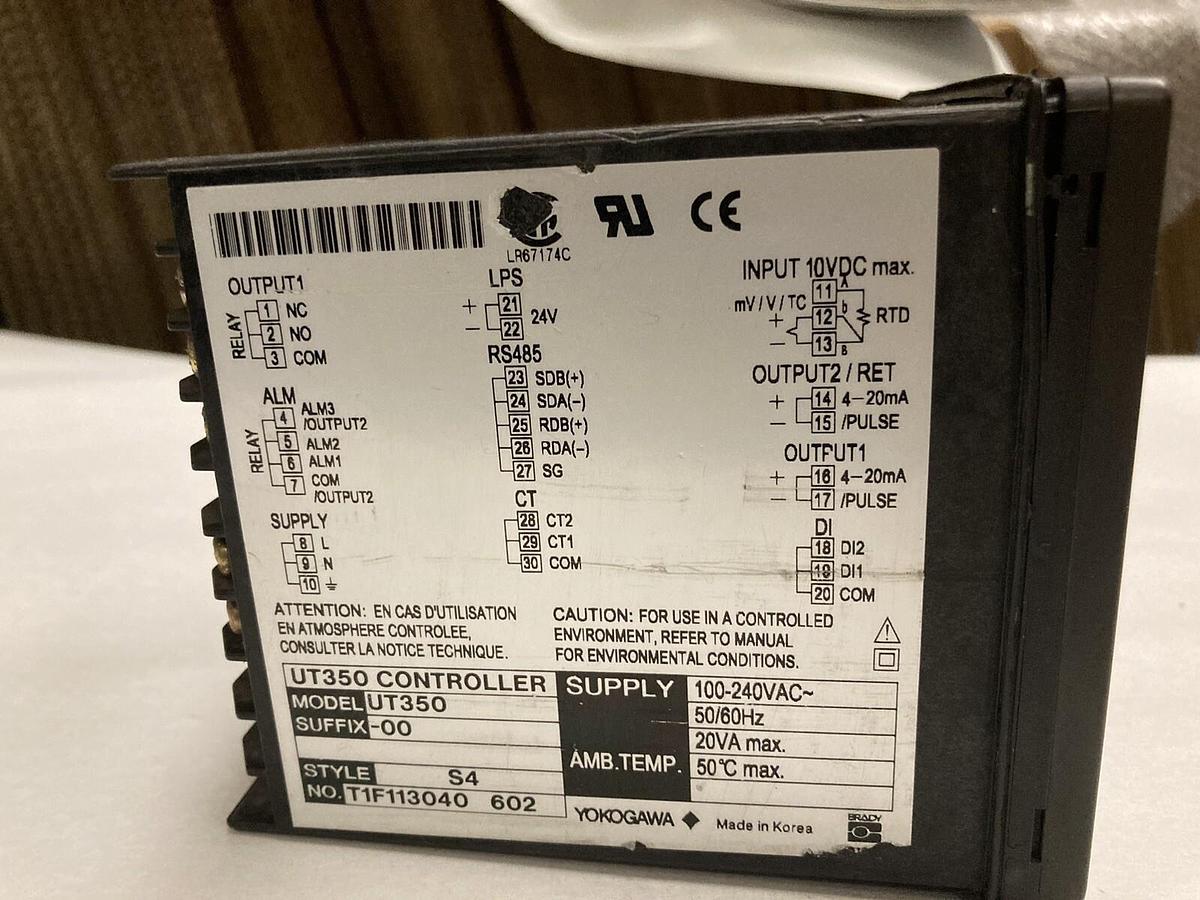 LR67174C
CE
OUTPUT1
RELAY
1 NC
2 NO
3 COM
ALM
RELAY
4 ALM3
/OUTPUT2
5 ALM2
6 ALM1
7 COM
/OUTPUT2
SUPPLY
8 L
9 N
10
LPS
+ 21
24V
− 22
RS485
23 SDB(+)
24 SDA(−)
25 RDB(+)
26 RDA(−)
27 SG
CT
28 CT2
29 CT1
30 COM
INPUT 10VDC max.
mV/V/TC
11 A
+ 12 b
RTD
− 13 B
OUTPUT2 / RET
+ 14 4−20mA
− 15 /PULSE
OUTPUT1
+ 16 4−20mA
− 17 /PULSE
DI
18 DI2
19 DI1
20 COM
ATTENTION: EN CAS D'UTILISATION
EN ATMOSPHERE CONTROLEE,
CONSULTER LA NOTICE TECHNIQUE.
CAUTION: FOR USE IN A CONTROLLED
ENVIRONMENT, REFER TO MANUAL
FOR ENVIRONMENTAL CONDITIONS.
UT350 CONTROLLER
MODEL UT350
SUFFIX -00
STYLE S4
NO. T1F113040 602
SUPPLY 100-240VAC~
50/60Hz
20VA max.
AMB.TEMP. 50°C max.
YOKOGAWA
Made in Korea
BRADY